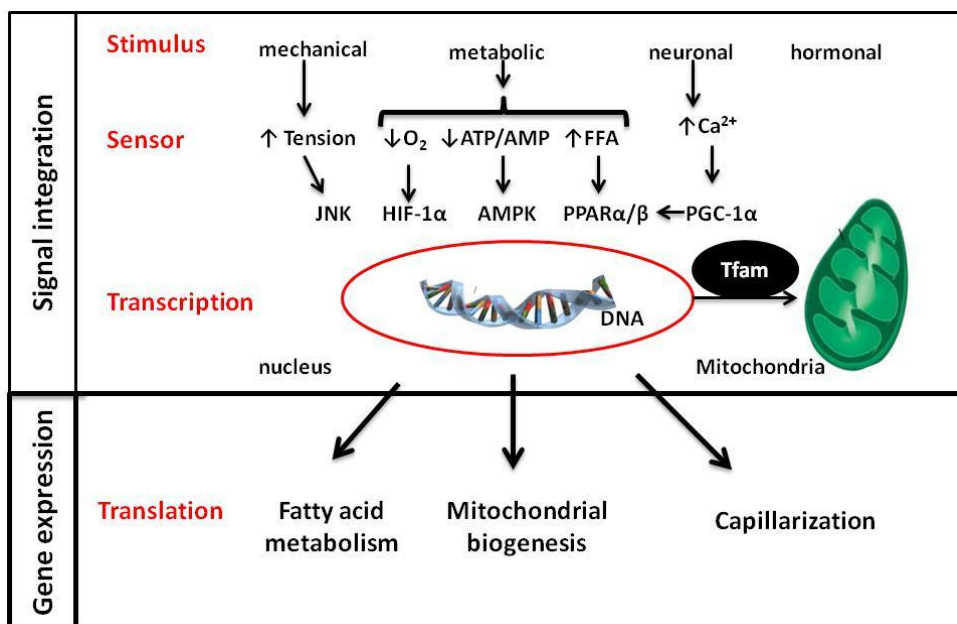 Signal integration
Stimulus
mechanical
metabolic
neuronal
hormonal
Sensor
↑ Tension
↓O₂
↓ATP/AMP
↑FFA
↑Ca²⁺
JNK
HIF-1α
AMPK
PPARα/β
PGC-1α
Transcription
DNA
Tfam
nucleus
Mitochondria
Gene expression
Translation
Fatty acid
metabolism
Mitochondrial
biogenesis
Capillarization